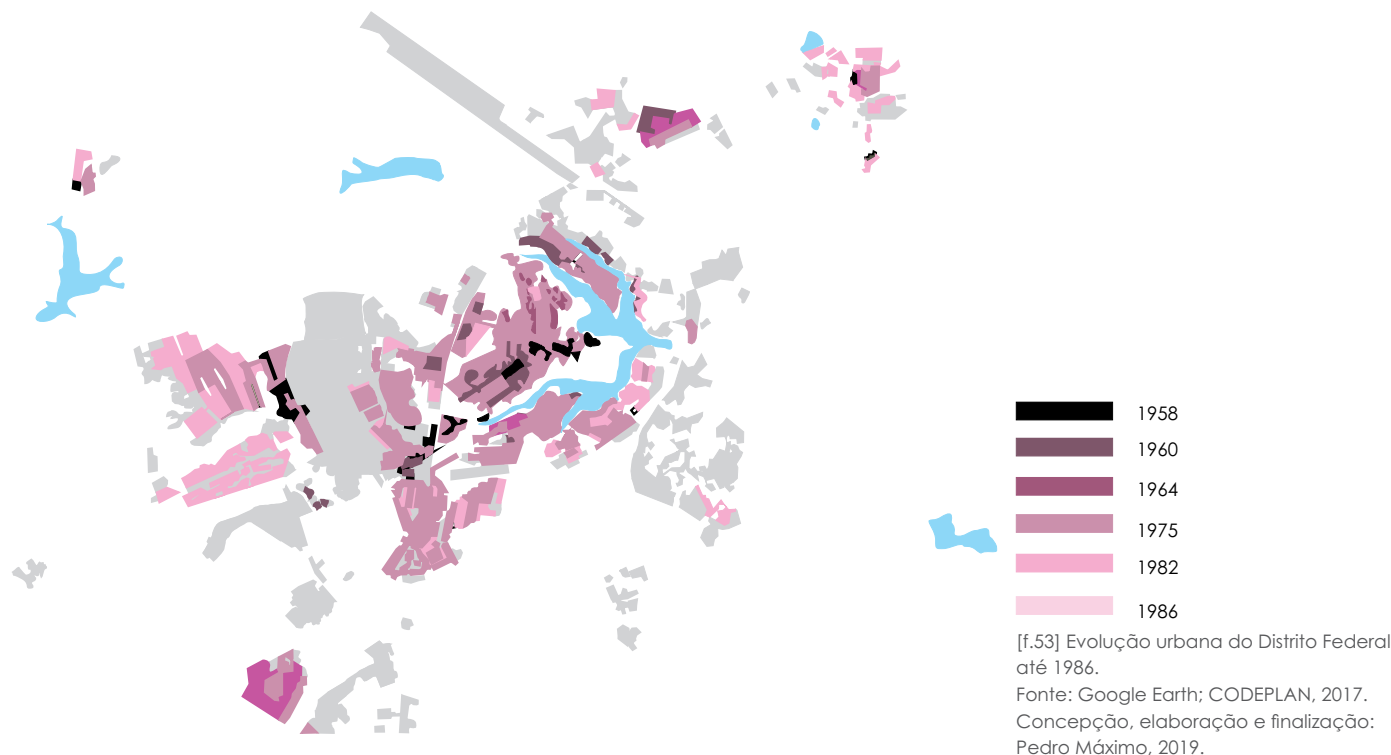 1958
1960
1964
1975
1982
1986
[f.53] Evolução urbana do Distrito Federal
até 1986.
Fonte: Google Earth; CODEPLAN, 2017.
Concepção, elaboração e finalização:
Pedro Máximo, 2019.